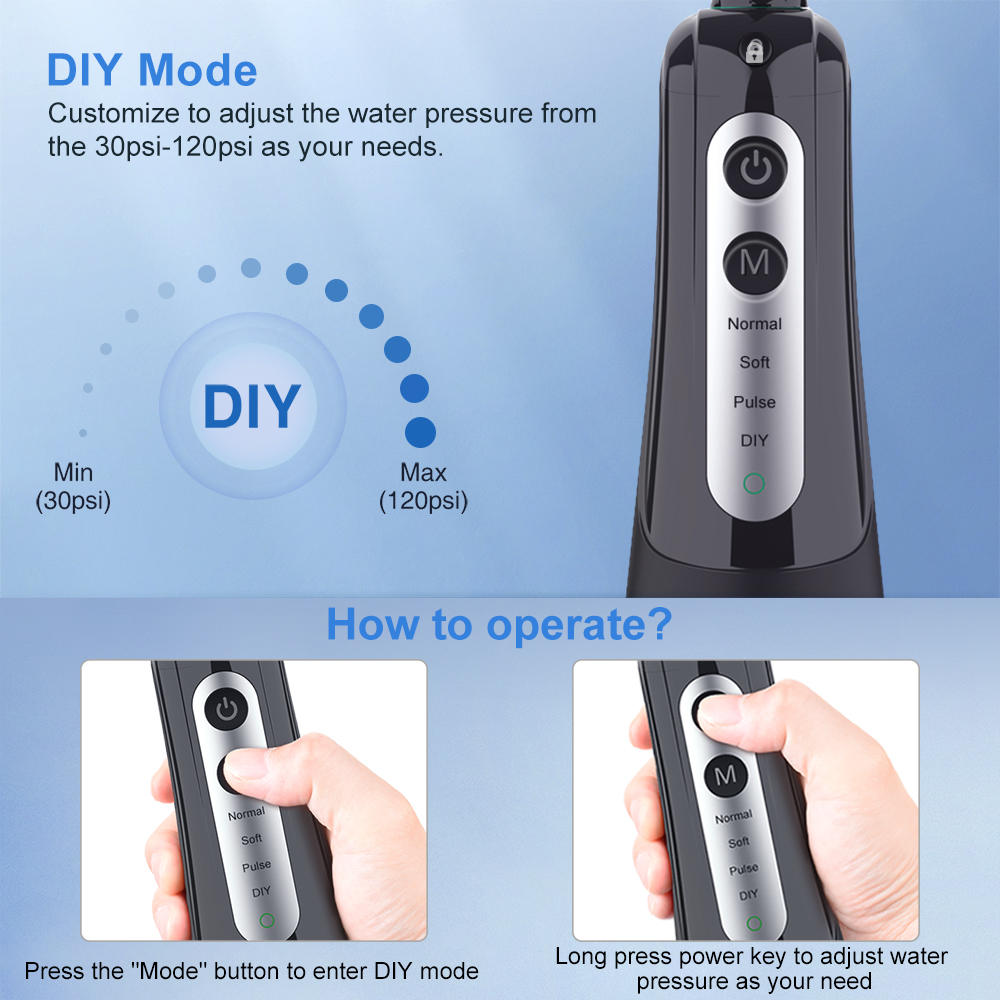 DIY Mode
Customize to adjust the water pressure from
the 30psi-120psi as your needs.
M
Normal
Soft
Pulse
DIY
DIY
Min
(30psi)
Max
(120psi)
How to operate?
Normal
Soft
Pulse
DIY
M
Normal
Soft
Pulse
DIY
Press the "Mode" button to enter DIY mode
Long press power key to adjust water
pressure as your need